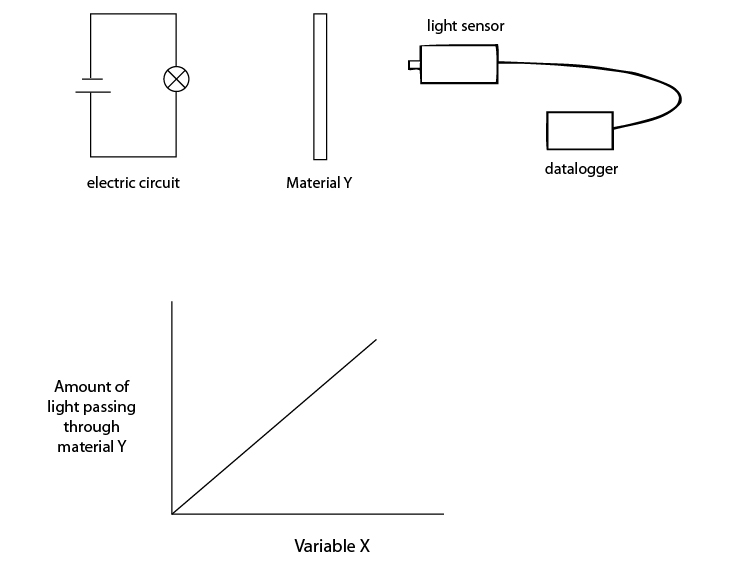 light sensor
electric circuit
Material Y
datalogger
Amount of
light passing
through
material Y
Variable X